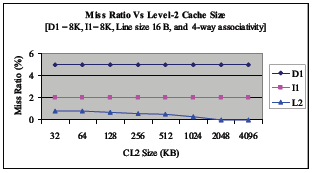 Miss Ratio Vs Level-2 Cache Size
[D1 – 8K, I1 – 8K, Line size 16 B, and 4-way associativity]
Miss Ratio (%)
6
4
2
0
32 64 128 256 512 1024 2048 4096
CL2 Size (KB)
D1
I1
L2